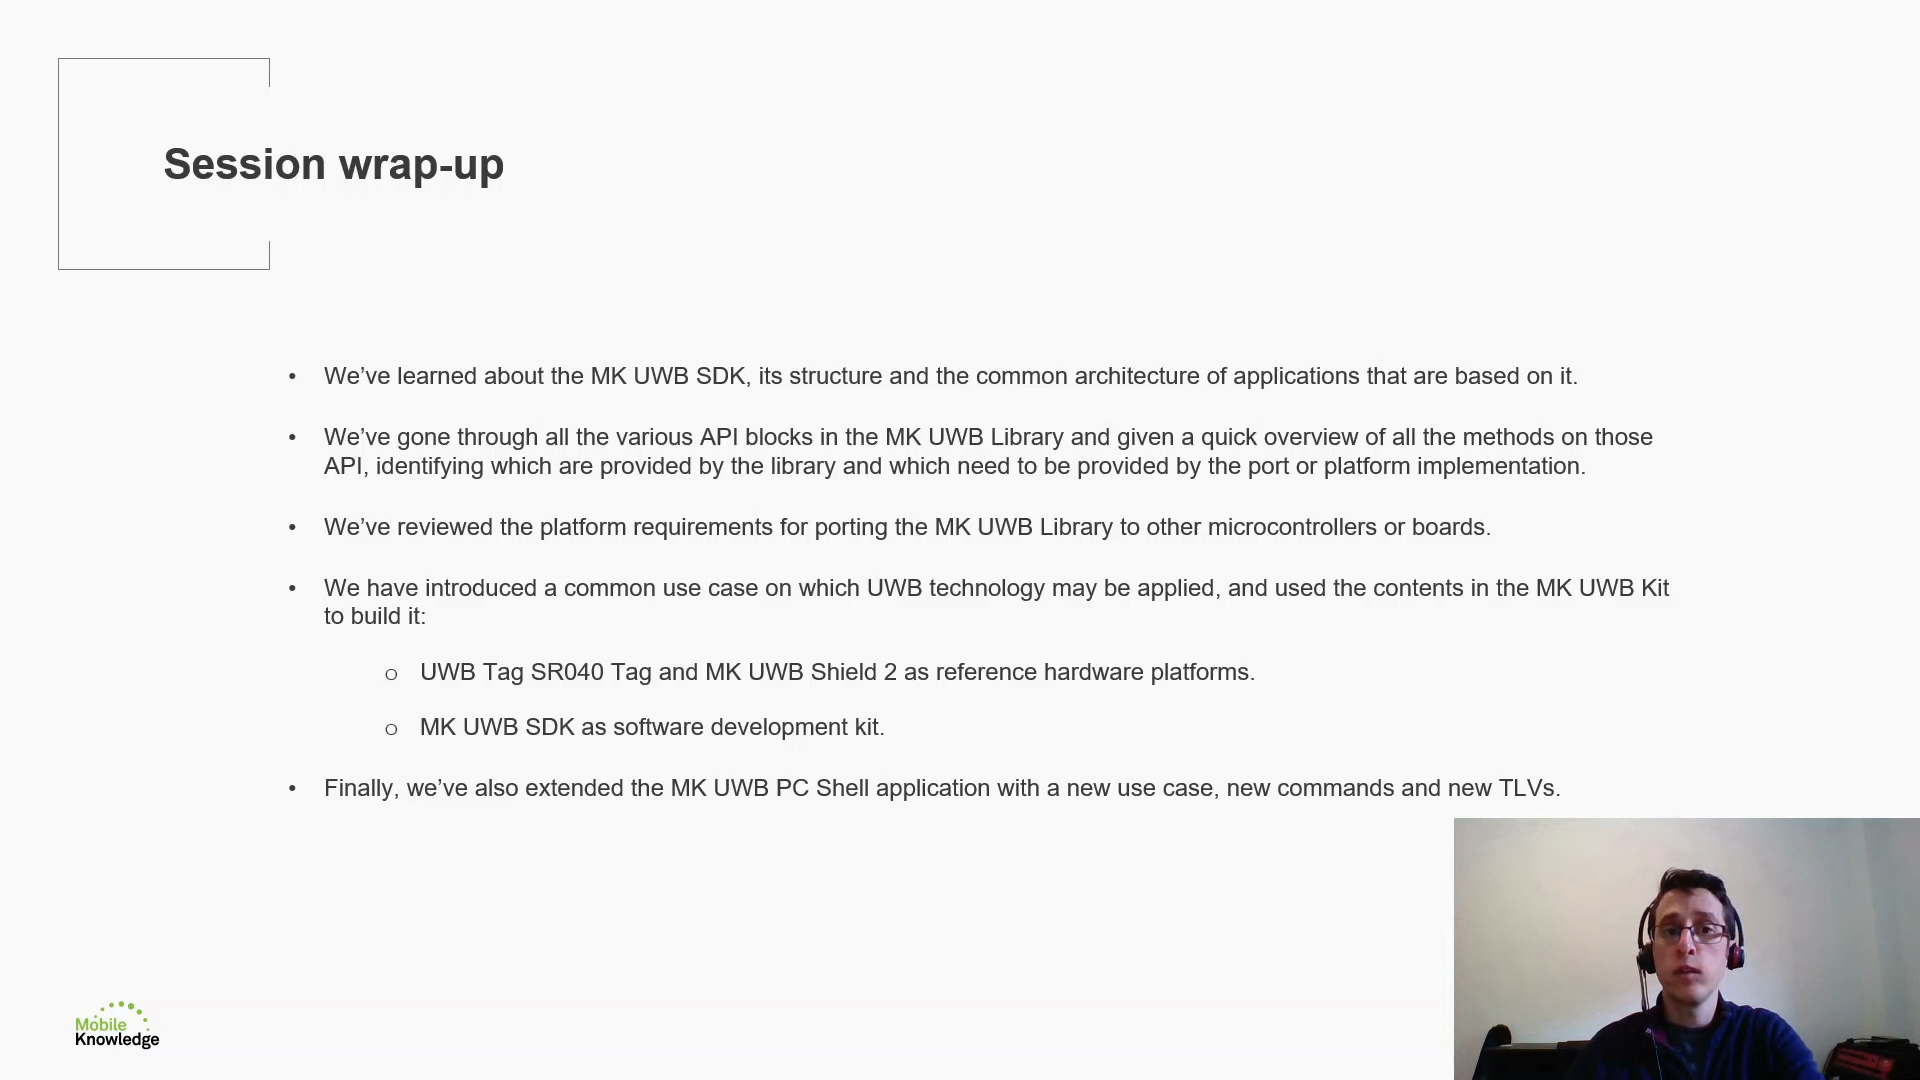 Session wrap-up
• We’ve learned about the MK UWB SDK, its structure and the common architecture of applications that are based on it.
• We’ve gone through all the various API blocks in the MK UWB Library and given a quick overview of all the methods on those
API, identifying which are provided by the library and which need to be provided by the port or platform implementation.
• We’ve reviewed the platform requirements for porting the MK UWB Library to other microcontrollers or boards.
• We have introduced a common use case on which UWB technology may be applied, and used the contents in the MK UWB Kit
to build it:
o UWB Tag SR040 Tag and MK UWB Shield 2 as reference hardware platforms.
o MK UWB SDK as software development kit.
• Finally, we’ve also extended the MK UWB PC Shell application with a new use case, new commands and new TLVs.
Mobile
Knowledge